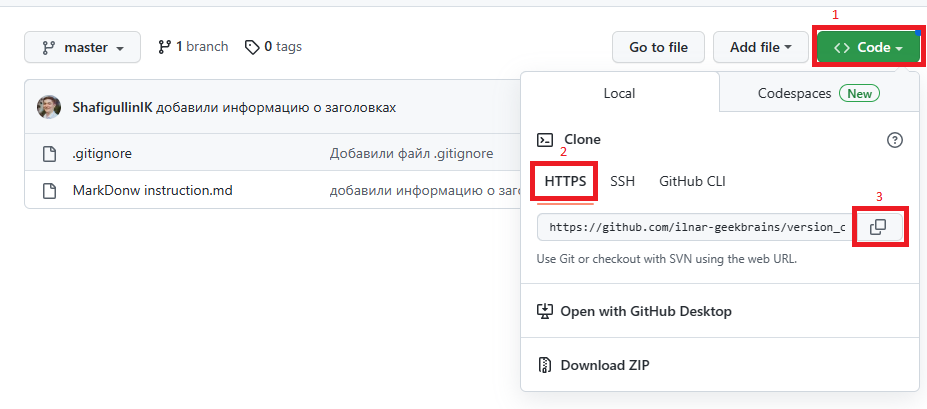 1
master 1 branch 0 tags Go to file Add file <> Code
ShafigullinIK добавили информацию о заголовках
Local Codespaces New
Clone
2
.gitignore Добавили файл .gitignore
HTTPS SSH GitHub CLI
MarkDonw instruction.md добавили информацию о заго
3
https://github.com/ilnar-geekbrains/version_c
Use Git or checkout with SVN using the web URL.
Open with GitHub Desktop
Download ZIP